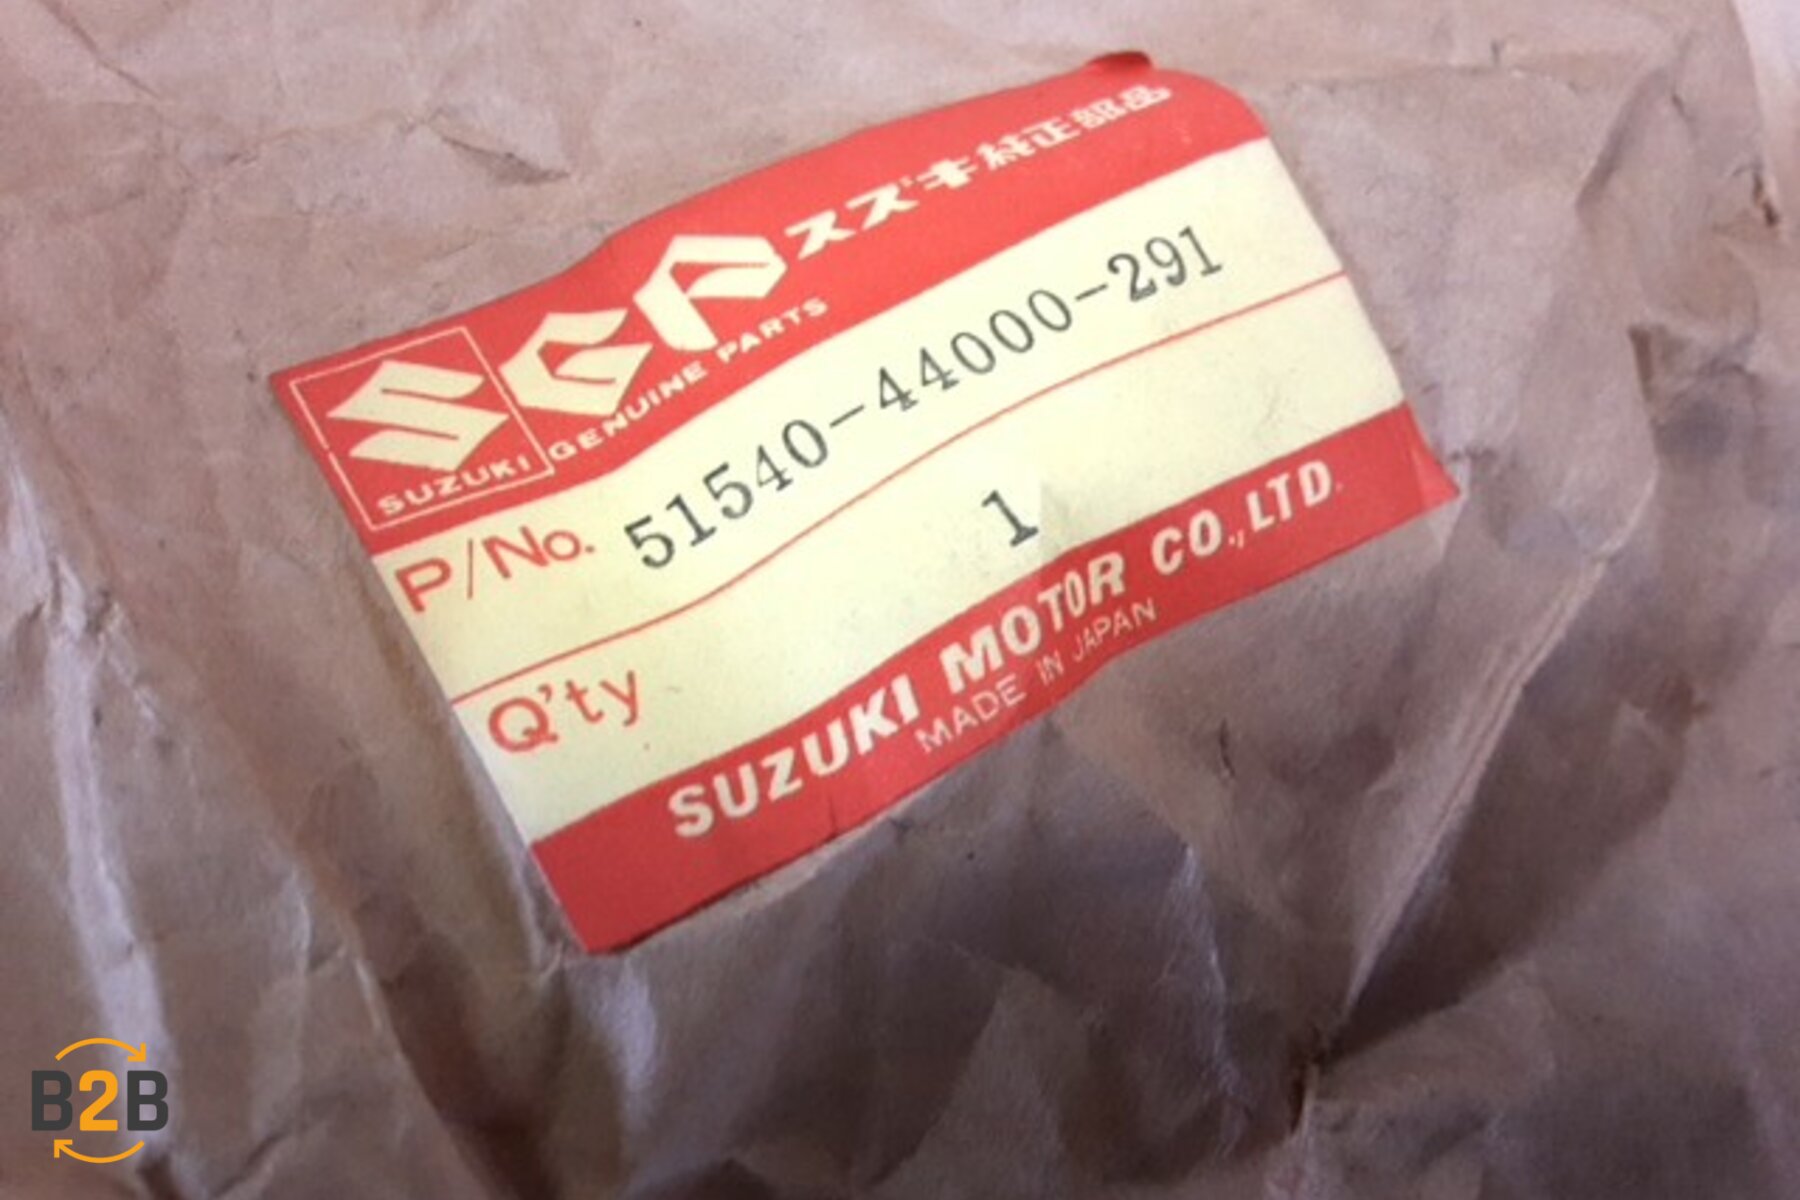 SUZUKI
SGP スズキ純正部品
GENUINE PARTS
P/No. 51540-44000-291
Q'ty 1
SUZUKI MOTOR CO.,LTD.
MADE IN JAPAN
B2B